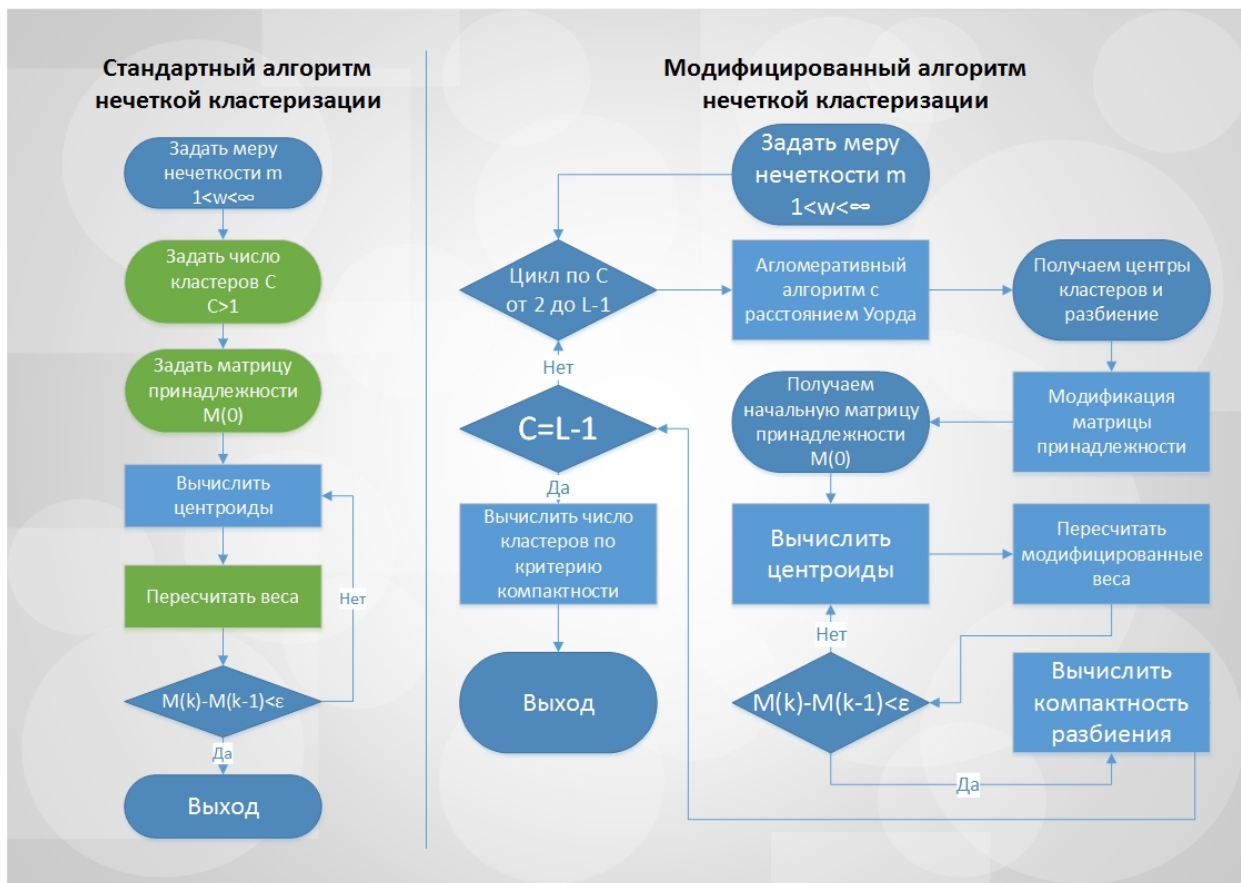 Стандартный алгоритм
нечеткой кластеризации
Задать меру
нечеткости m
1<w<∞
Задать число
кластеров C
C>1
Задать матрицу
принадлежности
M(0)
Вычислить
центроиды
Пересчитать веса
Нет
M(k)-M(k-1)<ε
Да
Выход
Модифицированный алгоритм
нечеткой кластеризации
Задать меру
нечеткости m
1<w<∞
Цикл по C
от 2 до L-1
Агломеративный
алгоритм с
расстоянием Уорда
Получаем центры
кластеров и
разбиение
Модификация
матрицы
принадлежности
Получаем
начальную матрицу
принадлежности
M(0)
Вычислить
центроиды
Пересчитать
модифицированные
веса
Нет
M(k)-M(k-1)<ε
Да
Вычислить
компактность
разбиения
Нет
C=L-1
Да
Вычислить число
кластеров по
критерию
компактности
Выход